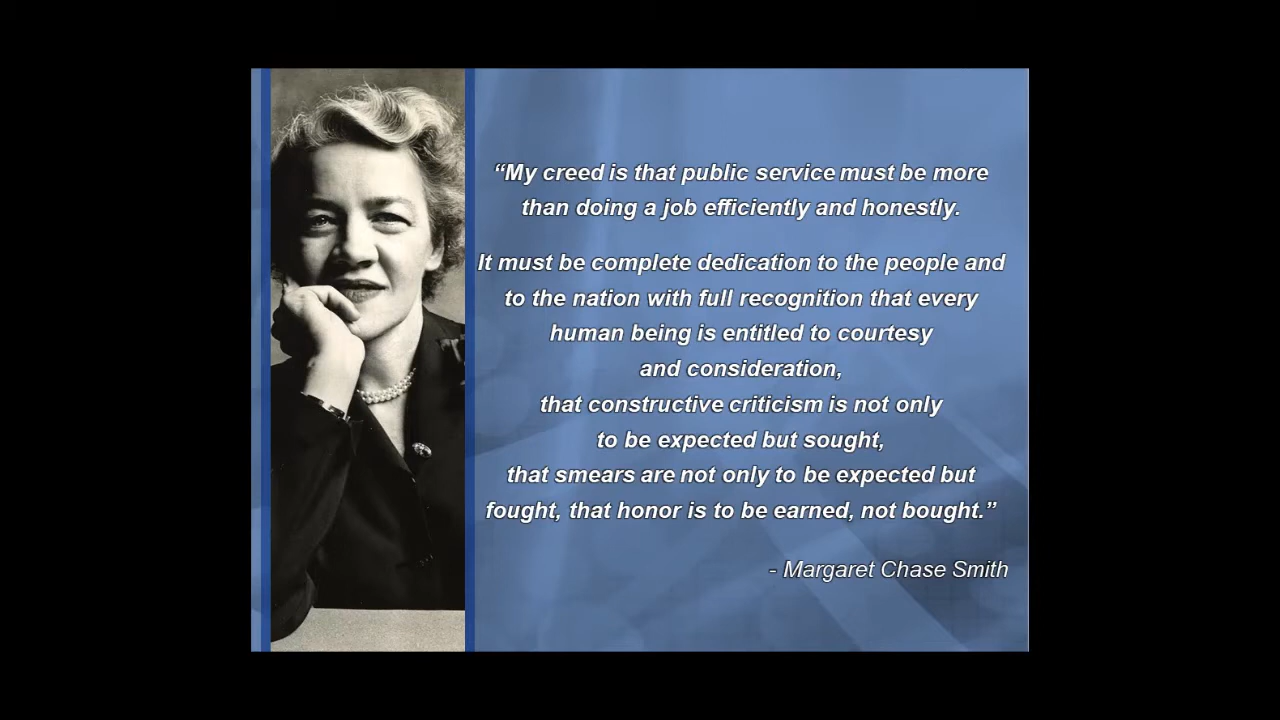 “My creed is that public service must be more
than doing a job efficiently and honestly.
It must be complete dedication to the people and
to the nation with full recognition that every
human being is entitled to courtesy
and consideration,
that constructive criticism is not only
to be expected but sought,
that smears are not only to be expected but
fought, that honor is to be earned, not bought.”
- Margaret Chase Smith